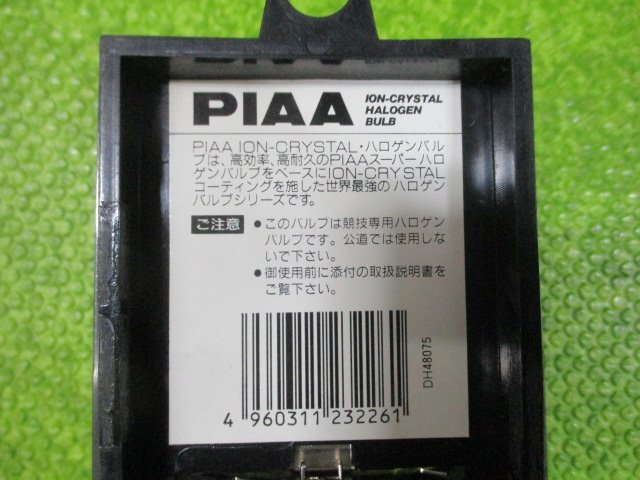 PIAA
ION-CRYSTAL
HALOGEN
BULB
PIAA ION-CRYSTAL・ハロゲンバル
ブは、高効率、高耐久のPIAAスーパーハロ
ゲンバルブをベースにION-CRYSTAL
コーティングを施した世界最強のハロゲン
バルブシリーズです。
ご注意
●このバルブは競技専用ハロゲン
バルブです。公道では使用しな
いで下さい。
●御使用前に添付の取扱説明書を
ご覧下さい。
DH48075
4 960311 232261